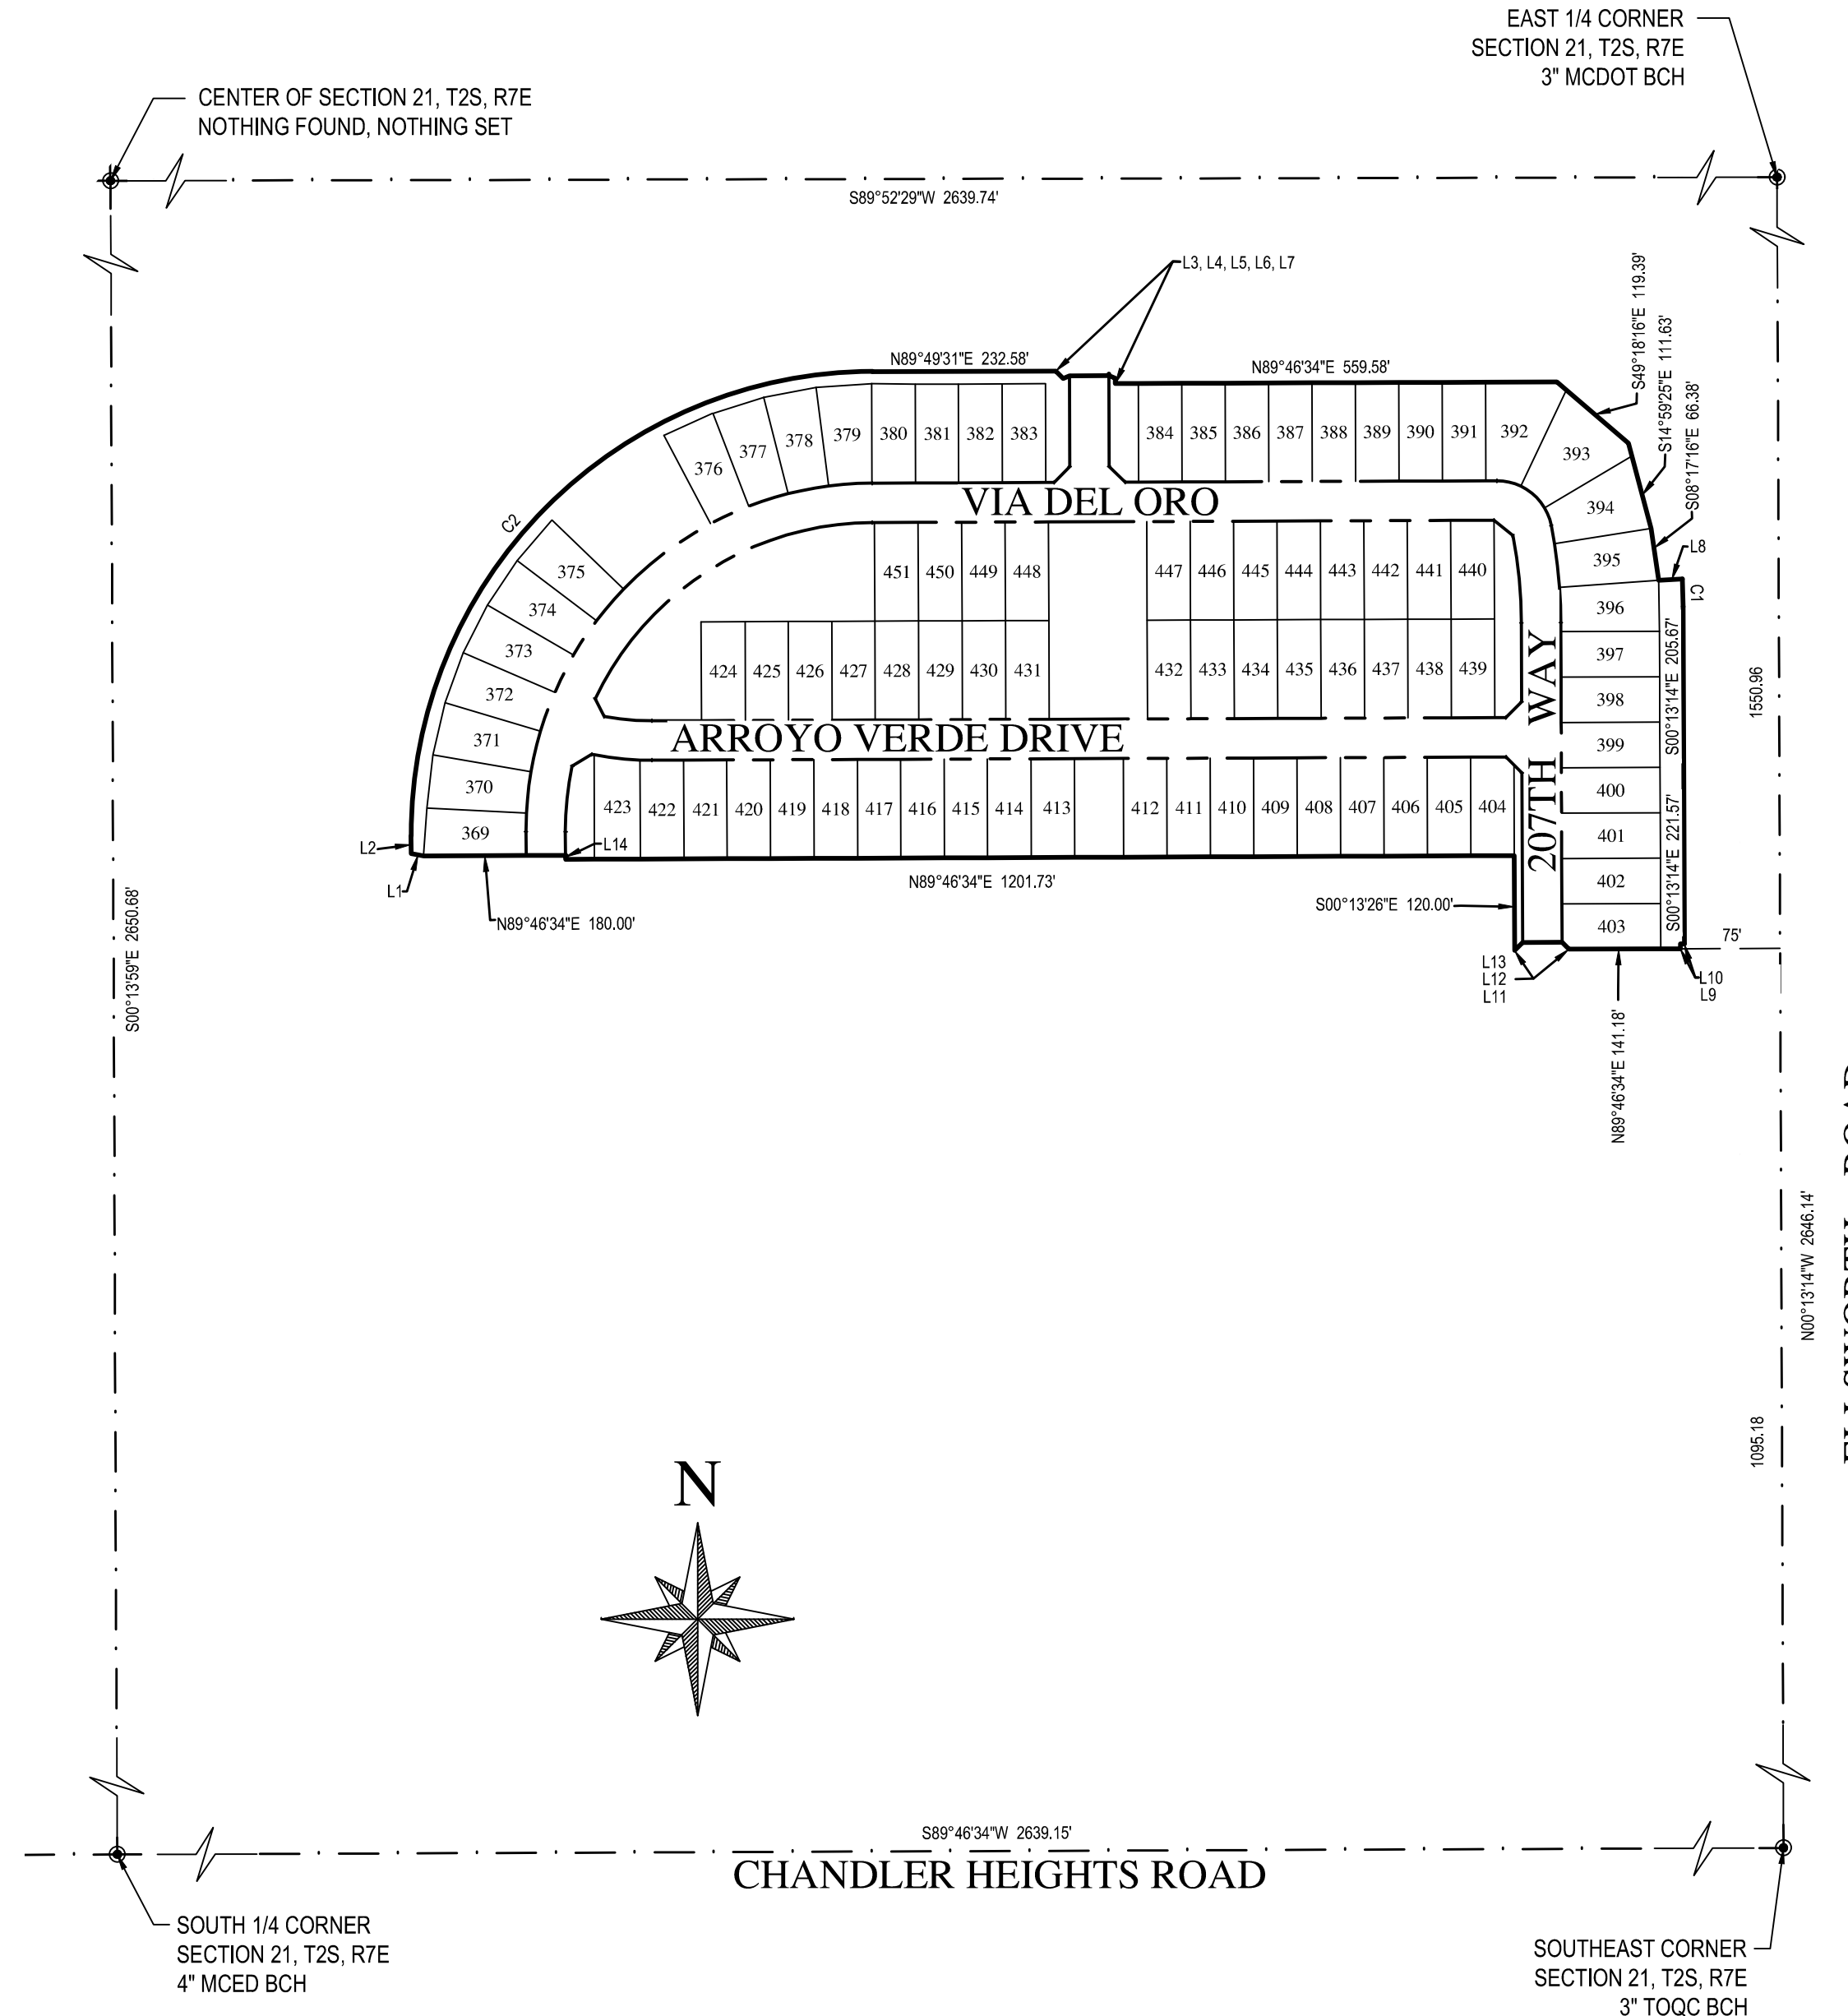 EAST 1/4 CORNER
SECTION 21, T2S, R7E
3" MCDOT BCH
CENTER OF SECTION 21, T2S, R7E
NOTHING FOUND, NOTHING SET
S89°52'29"W 2639.74'
L3, L4, L5, L6, L7
N89°49'31"E 232.58'
N89°46'34"E 559.58'
S49°18'16"E 119.39'
S14°59'25"E 111.63'
S08°17'16"E 66.38'
L8
C1
C2
376 377 378 379 380 381 382 383
384 385 386 387 388 389 390 391 392
393
394
395
396
397
398
399
400
401
402
403
VIA DEL ORO
375
374
373
372
371
370
369
451 450 449 448
447 446 445 444 443 442 441 440
424 425 426 427 428 429 430 431
432 433 434 435 436 437 438 439
207TH WAY
S00°13'14"E 205.67'
S00°13'14"E 221.57'
1550.96
ARROYO VERDE DRIVE
423 422 421 420 419 418 417 416 415 414 413
412 411 410 409 408 407 406 405 404
L2
L1
L14
N89°46'34"E 180.00'
N89°46'34"E 1201.73'
S00°13'26"E 120.00'
75'
L13
L12
L11
L10
L9
N89°46'34"E 141.18'
S00°13'59"E 2650.68'
N00°13'14"W 2646.14'
1095.18
N
S89°46'34"W 2639.15'
CHANDLER HEIGHTS ROAD
SOUTH 1/4 CORNER
SECTION 21, T2S, R7E
4" MCED BCH
SOUTHEAST CORNER
SECTION 21, T2S, R7E
3" TOQC BCH